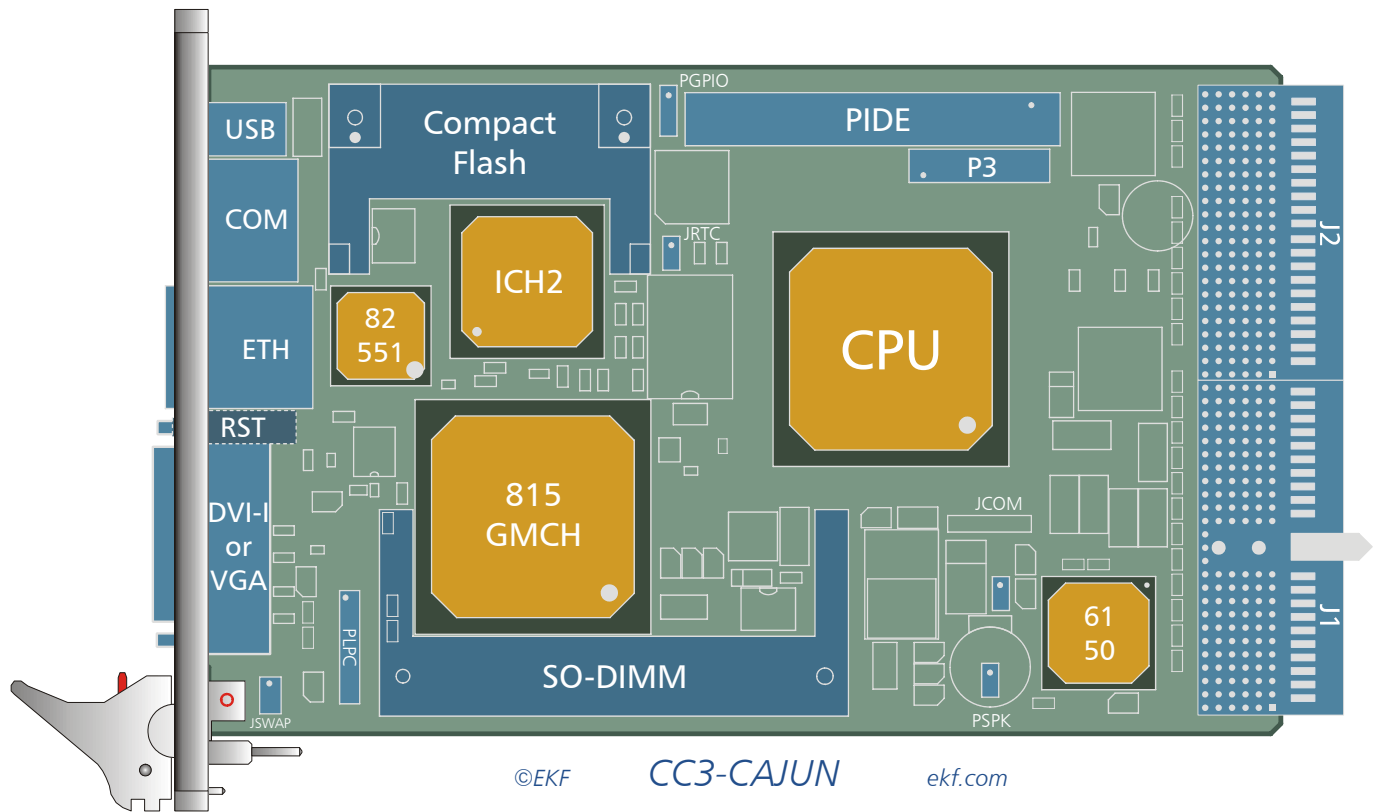 PGPIO
USB
Compact
Flash
PIDE
P3
COM
JRTC
J2
ICH2
82
551
ETH
CPU
RST
815
GMCH
DVI-I
or
VGA
JCOM
PLPC
61
50
J1
SO-DIMM
JSWAP
PSPK
©EKF CC3-CAJUN ekf.com